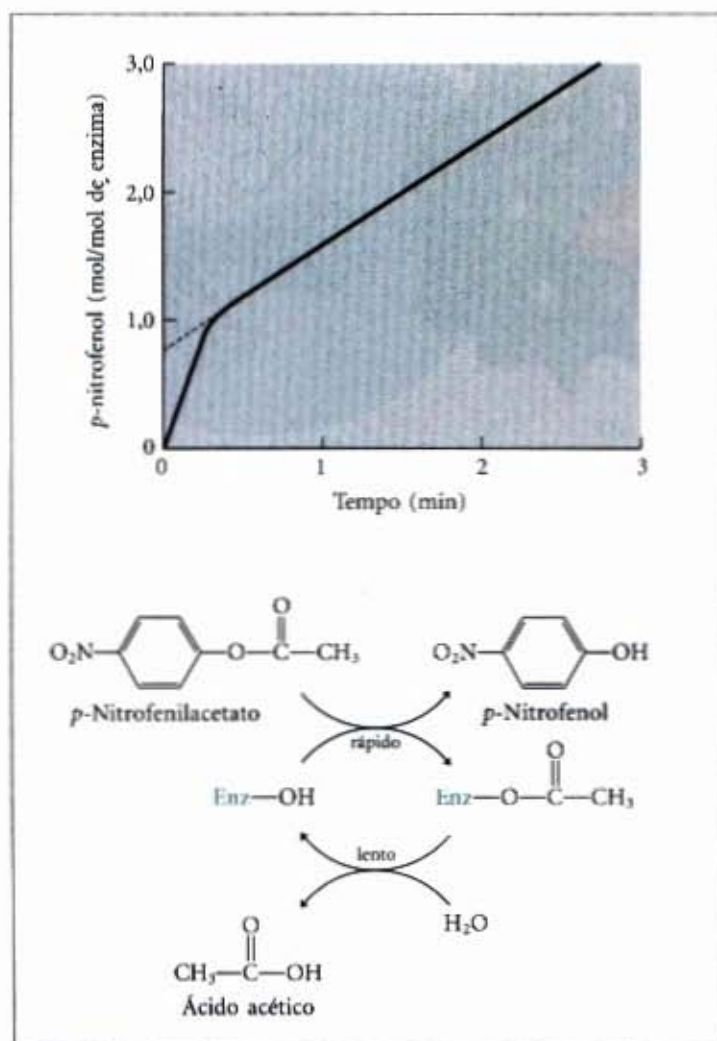 p-nitrofenol (mol/mol de enzima)
3,0
2,0
1,0
0
0
1
2
3
Tempo (min)
O
O₂N
O
C
CH₃
p-Nitrofenilacetato
O₂N
OH
p-Nitrofenol
rápido
Enz—OH
O
Enz—O—C—CH₃
lento
H₂O
O
CH₃—C—OH
Ácido acético